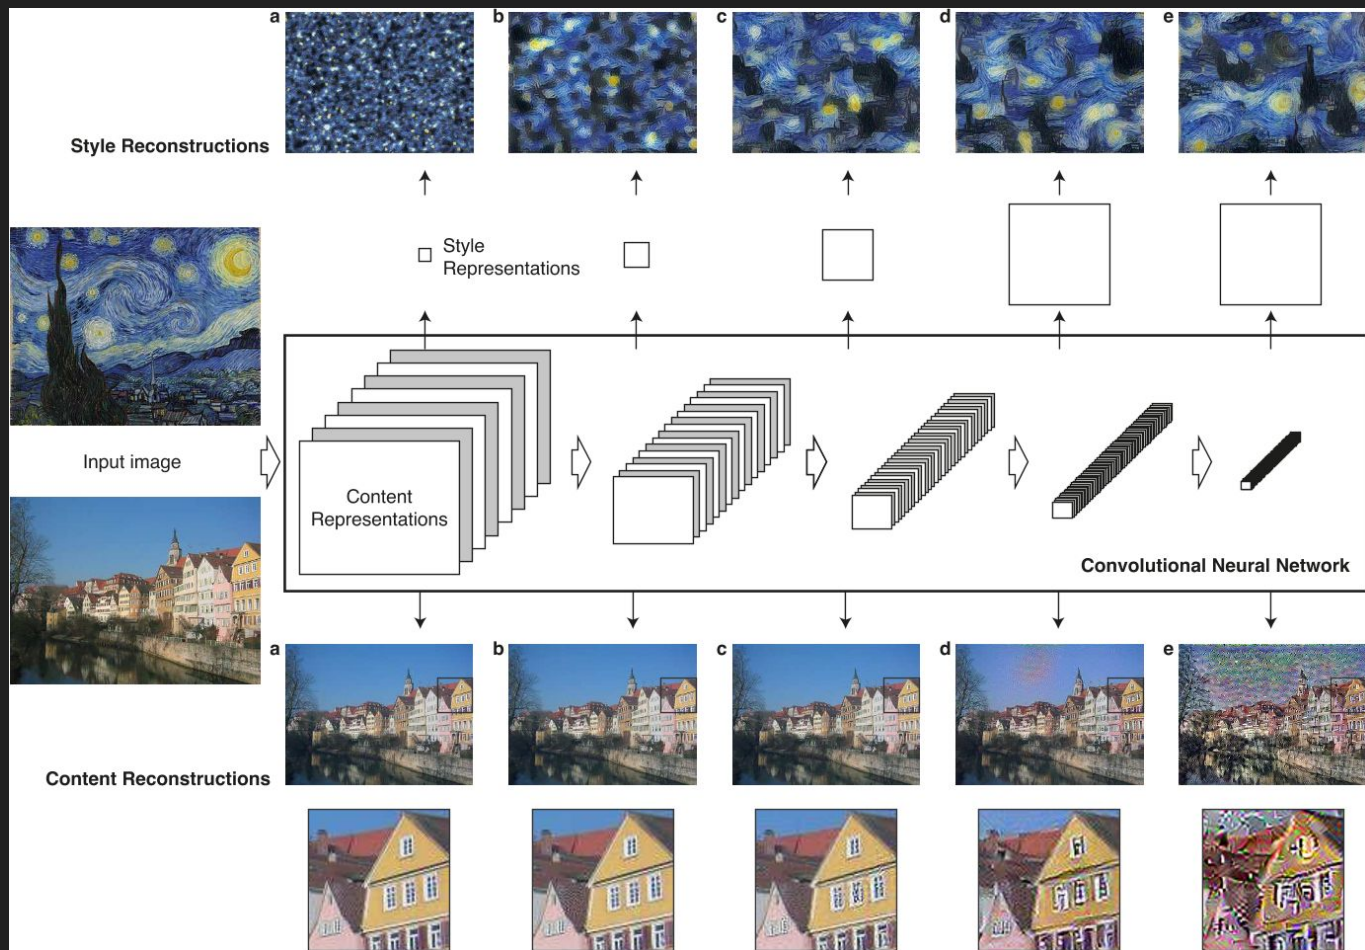 a
b
c
d
e
Style Reconstructions
Style
Representations
Input image
Content
Representations
Convolutional Neural Network
a
b
c
d
e
Content Reconstructions